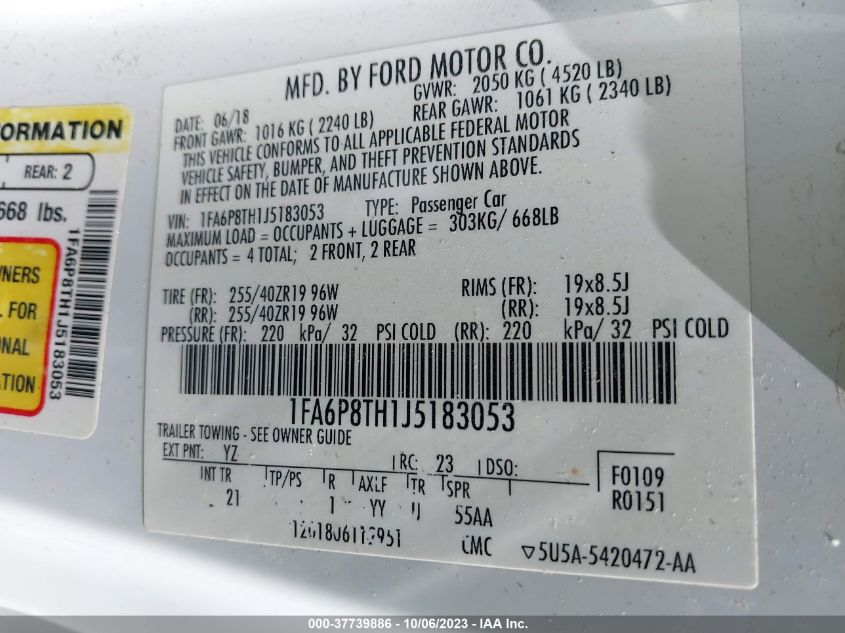 MFD. BY FORD MOTOR CO.
DATE: 06/18 GVWR: 2050 KG ( 4520 LB)
FRONT GAWR: 1016 KG ( 2240 LB) REAR GAWR: 1061 KG ( 2340 LB)
THIS VEHICLE CONFORMS TO ALL APPLICABLE FEDERAL MOTOR
VEHICLE SAFETY, BUMPER, AND THEFT PREVENTION STANDARDS
IN EFFECT ON THE DATE OF MANUFACTURE SHOWN ABOVE.
VIN: 1FA6P8TH1J5183053 TYPE: Passenger Car
MAXIMUM LOAD = OCCUPANTS + LUGGAGE = 303KG/ 668LB
OCCUPANTS = 4 TOTAL; 2 FRONT, 2 REAR
TIRE (FR): 255/40ZR19 96W RIMS (FR): 19x8.5J
(RR): 255/40ZR19 96W (RR): 19x8.5J
PRESSURE (FR): 220 kPa/ 32 PSI COLD (RR): 220 kPa/ 32 PSI COLD
1FA6P8TH1J5183053
TRAILER TOWING - SEE OWNER GUIDE
EXT PNT: YZ RC: 23 DSO:
INT TR TP/PS R AXLF TR SPR
21 1 YY 55AA
F0109
R0151
CMC ▽5U5A-5420472-AA
FORMATION
REAR: 2
668 lbs.
WNERS
L FOR
ONAL
ATION
1FA6P8TH1J5183053
000-37739886 - 10/06/2023 - IAA Inc.